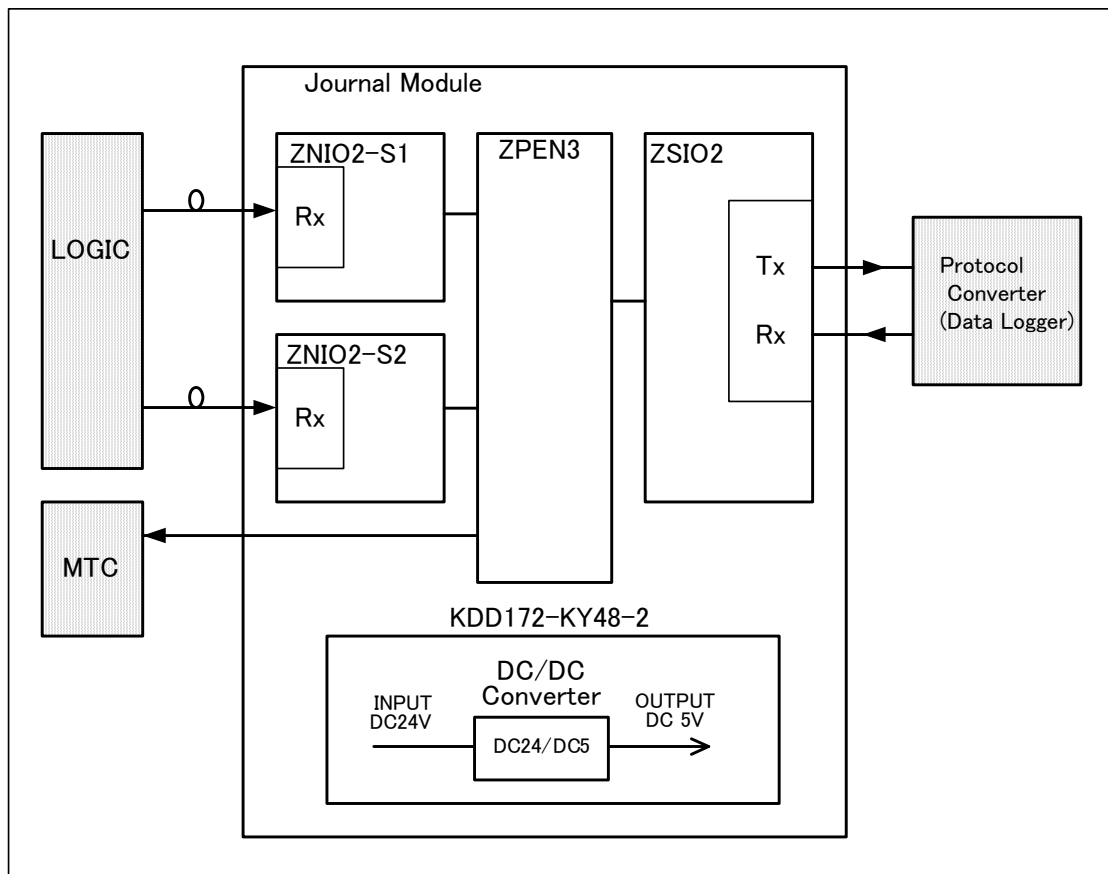 Journal Module
LOGIC
ZNIO2-S1
Rx
ZNIO2-S2
Rx
ZPEN3
ZSIO2
Tx
Rx
Protocol
Converter
(Data Logger)
MTC
KDD172-KY48-2
DC/DC
Converter
INPUT
DC24V
DC24/DC5
OUTPUT
DC 5V